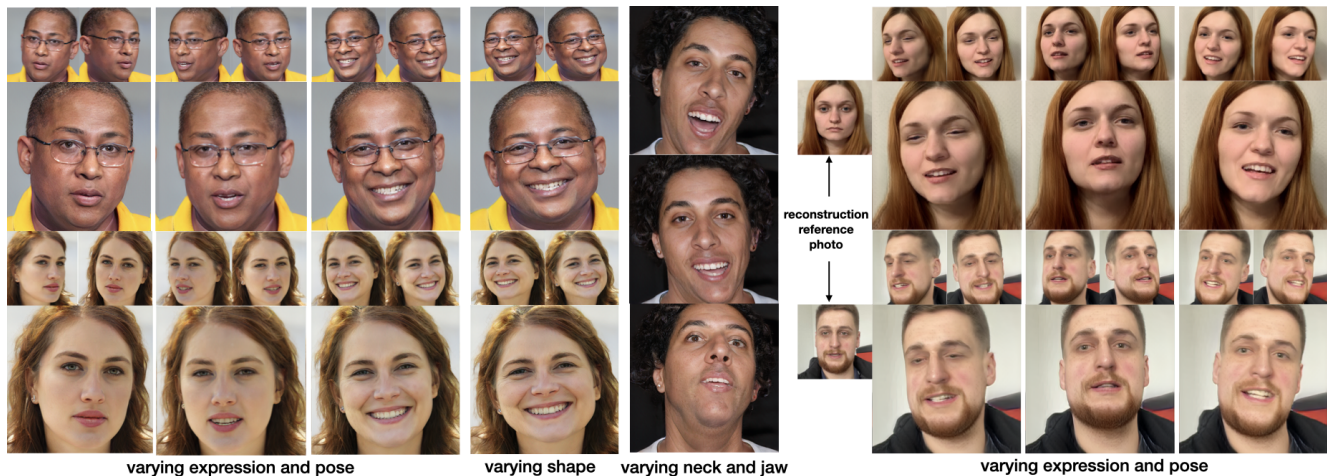 reconstruction
reference
photo
varying expression and pose
varying shape
varying neck and jaw
varying expression and pose